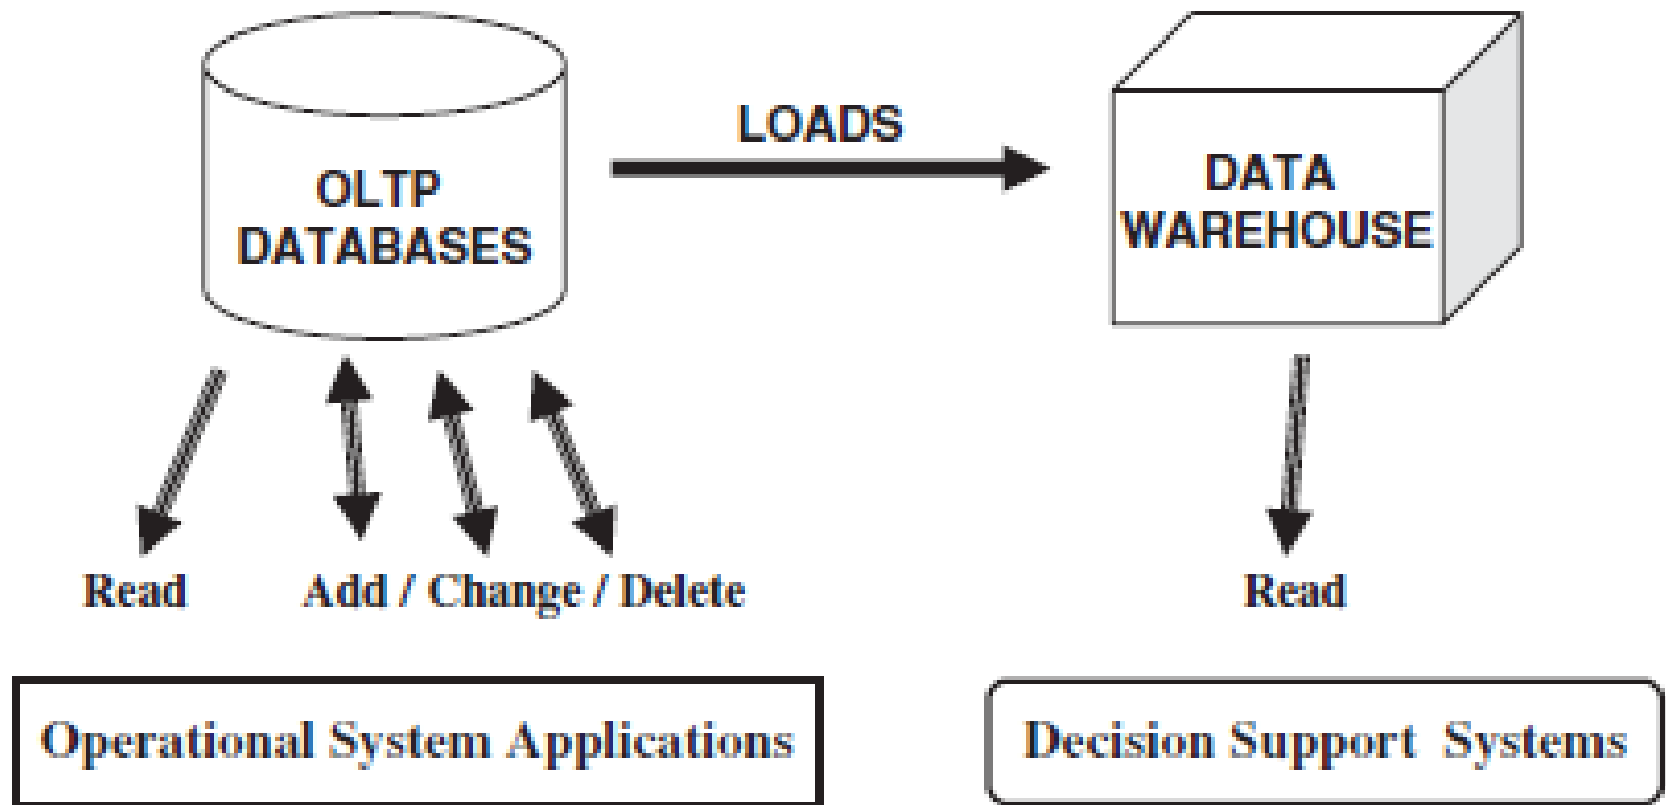 OLTP
DATABASES
LOADS
DATA
WAREHOUSE
Read
Add / Change / Delete
Read
Operational System Applications
Decision Support Systems